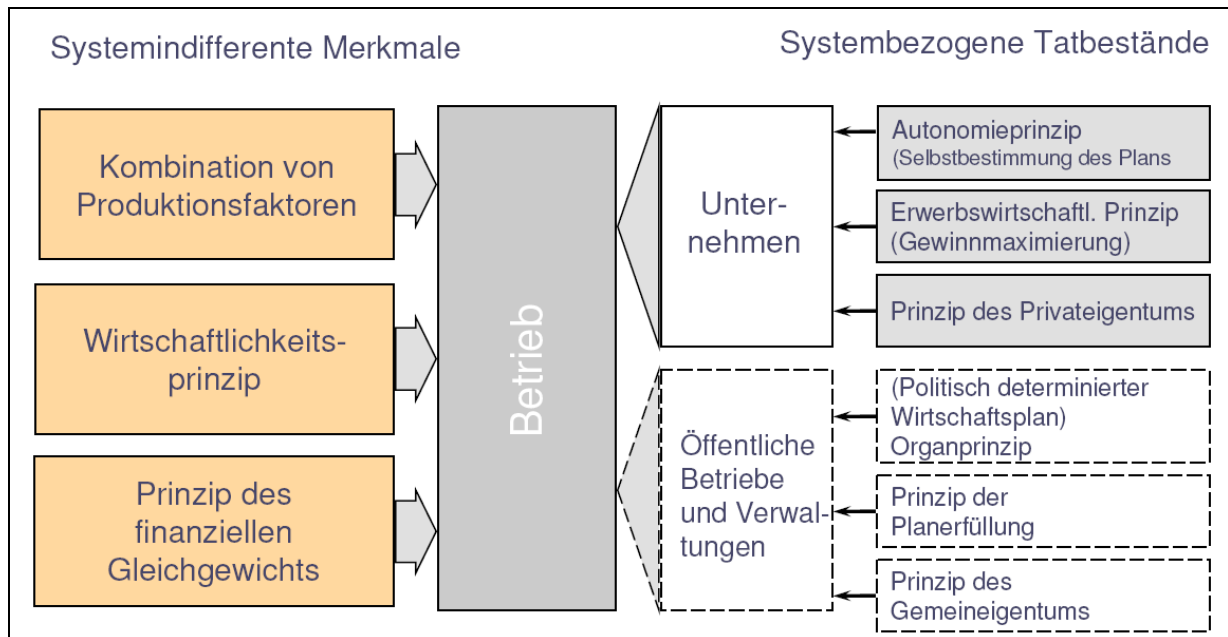 Systemindifferente Merkmale
Systembezogene Tatbestände
Kombination von
Produktionsfaktoren
Wirtschaftlichkeits-
prinzip
Prinzip des
finanziellen
Gleichgewichts
Betrieb
Unter-
nehmen
Öffentliche
Betriebe
und Verwal-
tungen
Autonomieprinzip
(Selbstbestimmung des Plans
Erwerbswirtschaftl. Prinzip
(Gewinnmaximierung)
Prinzip des Privateigentums
(Politisch determinierter
Wirtschaftsplan)
Organprinzip
Prinzip der
Planerfüllung
Prinzip des
Gemeineigentums